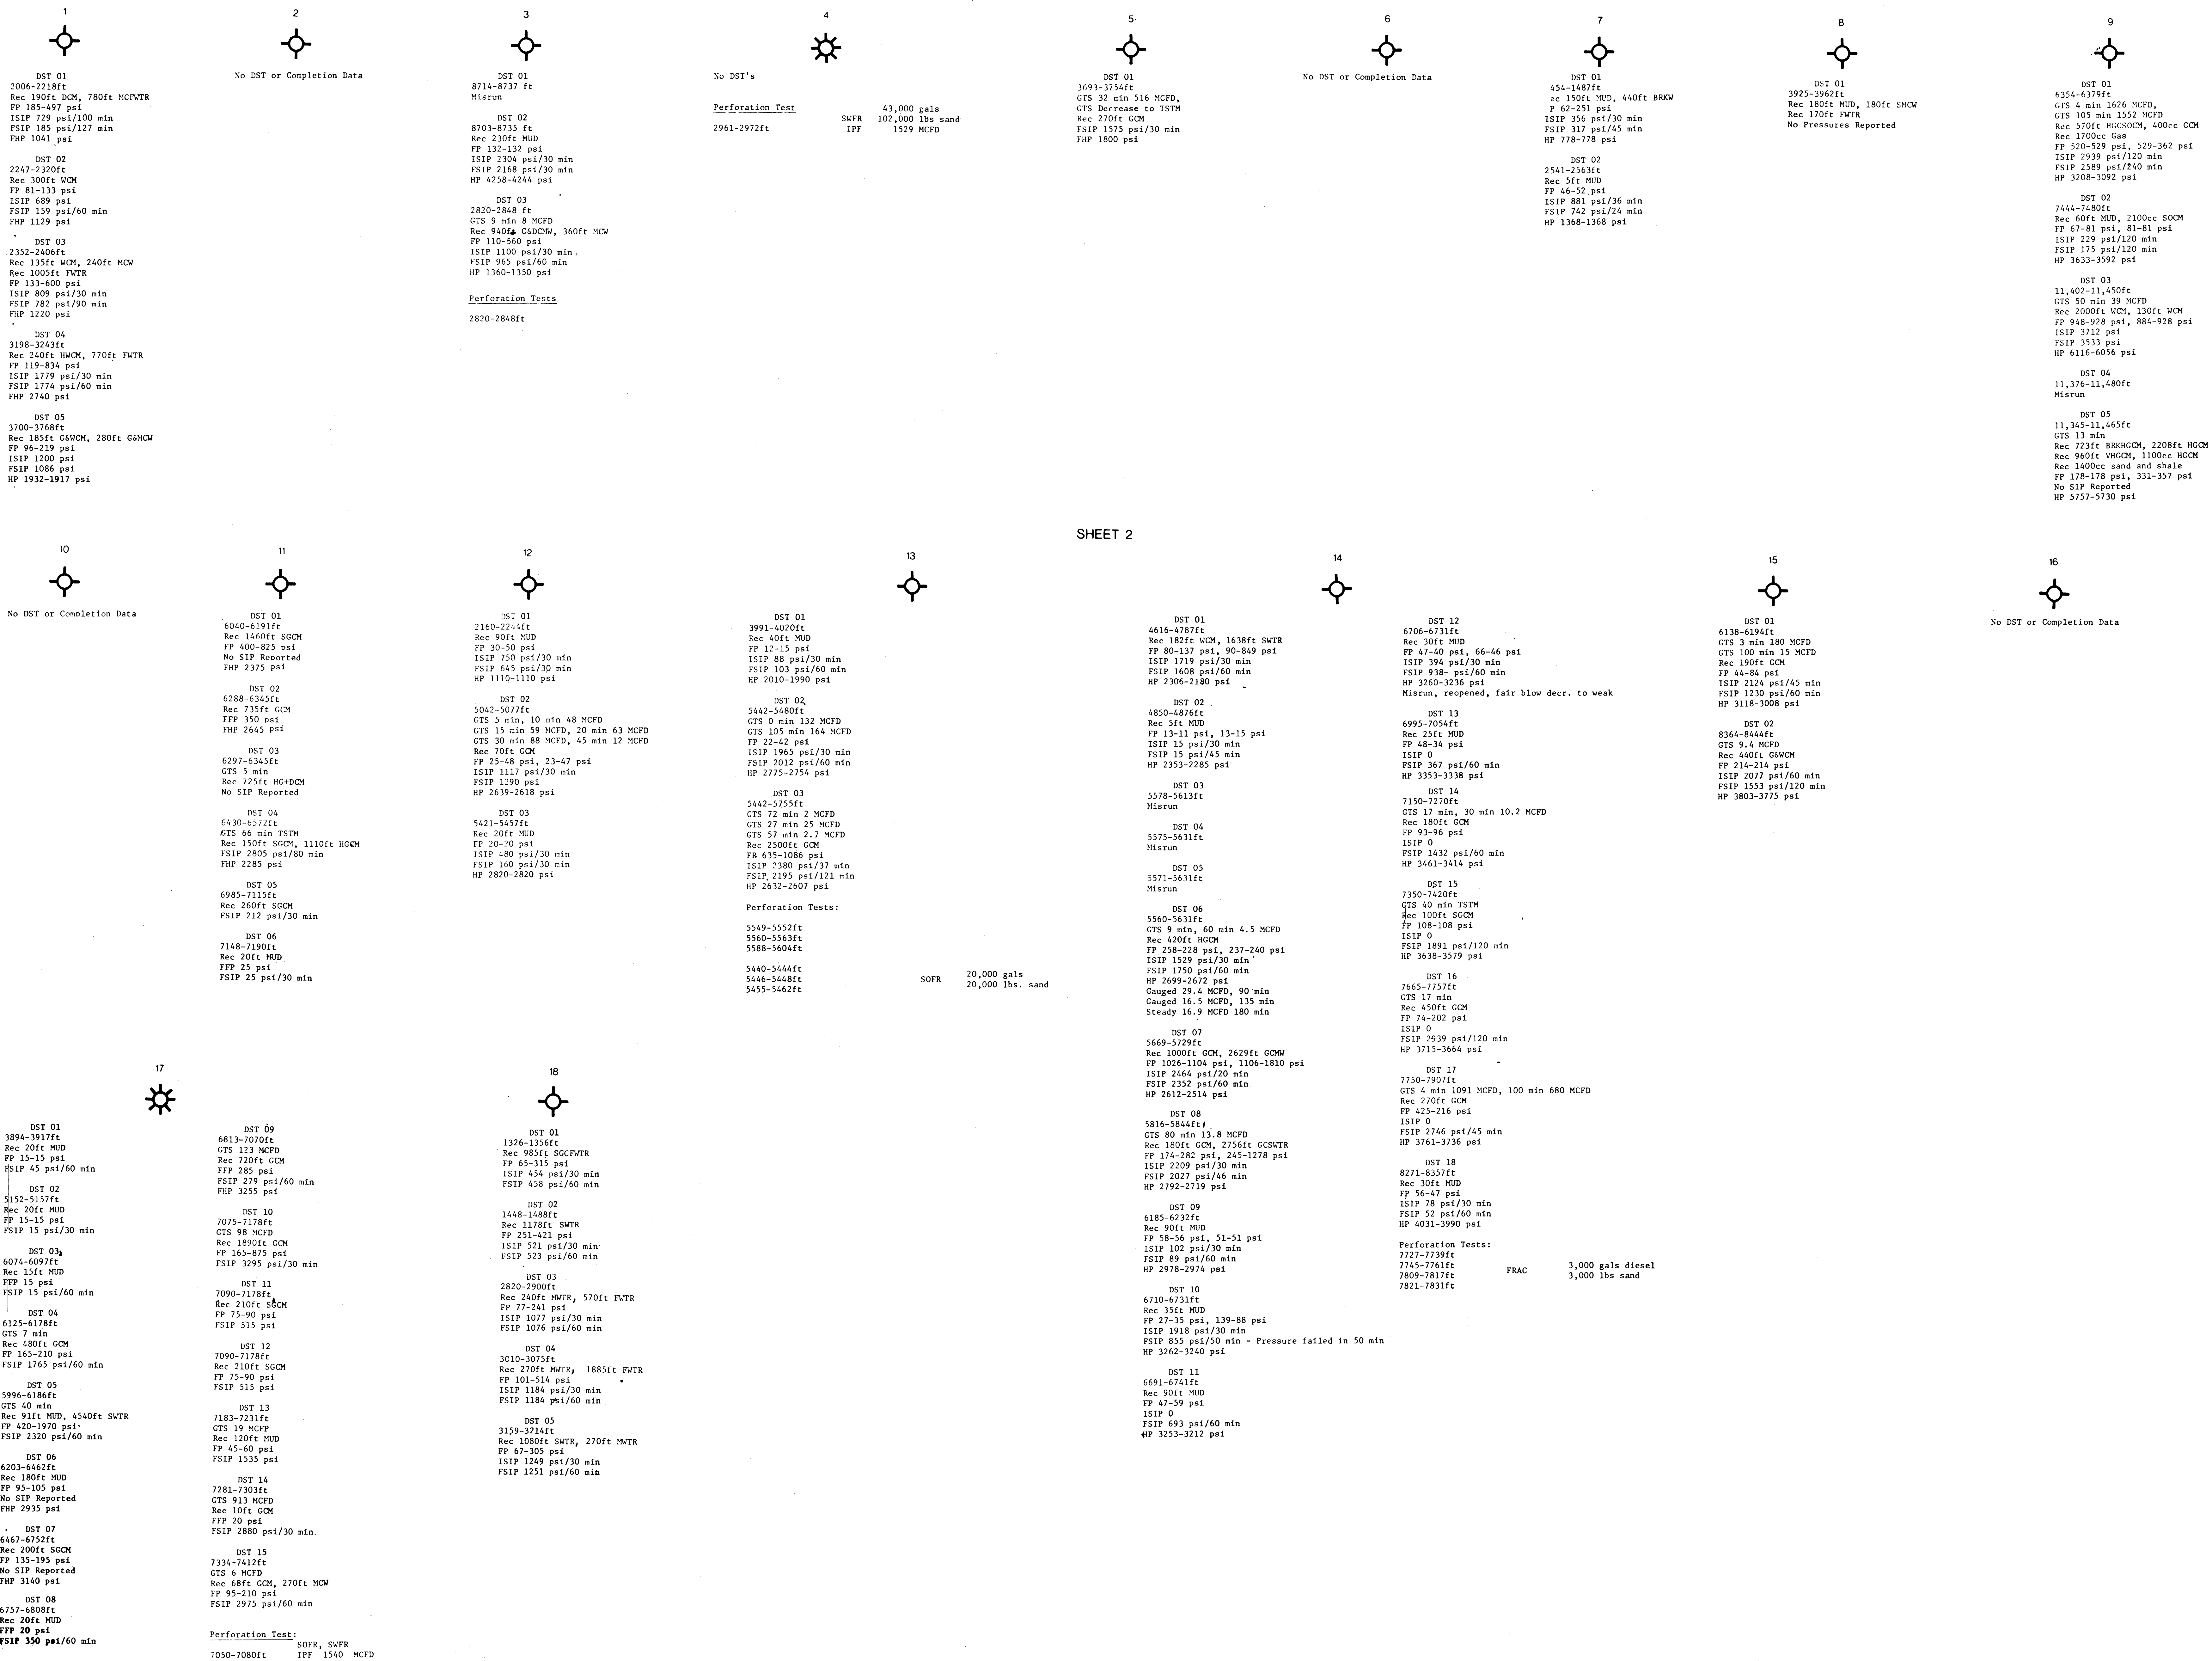 1
DST 01
2006-2218ft
Rec 190ft DCM, 780ft MCFWTR
FP 185-497 psi
ISIP 729 psi/100 min
FSIP 185 psi/127 min
FHP 1041 psi
DST 02
2247-2320ft
Rec 300ft WCM
FP 81-133 psi
ISIP 689 psi
FSIP 159 psi/60 min
FHP 1129 psi
DST 03
2352-2406ft
Rec 135ft WCM, 240ft MCW
Rec 1005ft FWTR
FP 133-600 psi
ISIP 809 psi/30 min
FSIP 782 psi/90 min
FHP 1220 psi
DST 04
3198-3243ft
Rec 240ft HWCM, 770ft FWTR
FP 119-834 psi
ISIP 1779 psi/30 min
FSIP 1774 psi/60 min
FHP 2740 psi
DST 05
3700-3768ft
Rec 185ft G&WCM, 280ft G&MCW
FP 96-219 psi
ISIP 1200 psi
FSIP 1086 psi
HP 1932-1917 psi
2
No DST or Completion Data
3
DST 01
8714-8737 ft
Misrun
DST 02
8703-8735 ft
Rec 230ft MUD
FP 132-132 psi
ISIP 2304 psi/30 min
FSIP 2168 psi/30 min
HP 4258-4244 psi
DST 03
2820-2848 ft
GTS 9 min 8 MCFD
Rec 940ft G&DCMW, 360ft MCW
FP 110-560 psi
ISIP 1100 psi/30 min
FSIP 965 psi/60 min
HP 1360-1350 psi
Perforation Tests
2820-2848ft
4
No DST's
Perforation Test 43,000 gals
SWFR 102,000 lbs sand
2961-2972ft IPF 1529 MCFD
5
DST 01
3693-3754ft
GTS 32 min 516 MCFD,
GTS Decrease to TSTM
Rec 270ft GCM
FSIP 1575 psi/30 min
FHP 1800 psi
6
No DST or Completion Data
7
DST 01
454-1487ft
ec 150ft MUD, 440ft BRKW
P 62-251 psi
ISIP 356 psi/30 min
FSIP 317 psi/45 min
HP 778-778 psi
DST 02
2541-2563ft
Rec 5ft MUD
FP 46-52 psi
ISIP 881 psi/36 min
FSIP 742 psi/24 min
HP 1368-1368 psi
8
DST 01
3925-3962ft
Rec 180ft MUD, 180ft SMCW
Rec 170ft FWTR
No Pressures Reported
9
DST 01
6354-6379ft
GTS 4 min 1626 MCFD,
GTS 105 min 1552 MCFD
Rec 570ft HGCSOCM, 400cc GCM
Rec 1700cc Gas
FP 520-529 psi, 529-362 psi
ISIP 2939 psi/120 min
FSIP 2589 psi/240 min
HP 3208-3092 psi
DST 02
7444-7480ft
Rec 60ft MUD, 2100cc SOCM
FP 67-81 psi, 81-81 psi
ISIP 229 psi/120 min
FSIP 175 psi/120 min
HP 3633-3592 psi
DST 03
11,402-11,450ft
GTS 50 min 39 MCFD
Rec 2000ft WCM, 130ft WCM
FP 948-928 psi, 884-928 psi
ISIP 3712 psi
FSIP 3533 psi
HP 6116-6056 psi
DST 04
11,376-11,480ft
Misrun
DST 05
11,345-11,465ft
GTS 13 min
Rec 723ft BRKHGCM, 2208ft HGCM
Rec 960ft VHGCM, 1100cc HGCM
Rec 1400cc sand and shale
FP 178-178 psi, 331-357 psi
No SIP Reported
HP 5757-5730 psi
SHEET 2
10
No DST or Completion Data
11
DST 01
6040-6191ft
Rec 1460ft SGCM
FP 400-825 psi
No SIP Reported
FHP 2375 psi
DST 02
6288-6345ft
Rec 735ft GCM
FFP 350 psi
FHP 2645 psi
DST 03
6297-6345ft
GTS 5 min
Rec 725ft HG+DCM
No SIP Reported
DST 04
6430-6572ft
GTS 66 min TSTM
Rec 150ft SGCM, 1110ft HGCM
FSIP 2805 psi/80 min
FHP 2285 psi
DST 05
6985-7115ft
Rec 260ft SGCM
FSIP 212 psi/30 min
DST 06
7148-7190ft
Rec 20ft MUD
FFP 25 psi
FSIP 25 psi/30 min
12
DST 01
2160-2244ft
Rec 90ft MUD
FP 30-50 psi
ISIP 750 psi/30 min
FSIP 645 psi/30 min
HP 1110-1110 psi
DST 02
5042-5077ft
GTS 5 min, 10 min 48 MCFD
GTS 15 min 59 MCFD, 20 min 63 MCFD
GTS 30 min 88 MCFD, 45 min 12 MCFD
Rec 70ft GCM
FP 25-48 psi, 23-47 psi
ISIP 1117 psi/30 min
FSIP 1290 psi
HP 2639-2618 psi
DST 03
5421-5457ft
Rec 20ft MUD
FP 20-20 psi
ISIP 480 psi/30 min
FSIP 160 psi/30 min
HP 2820-2820 psi
13
DST 01
3991-4020ft
Rec 40ft MUD
FP 12-15 psi
ISIP 88 psi/30 min
FSIP 103 psi/60 min
HP 2010-1990 psi
DST 02
5442-5480ft
GTS 0 min 132 MCFD
GTS 105 min 164 MCFD
FP 22-42 psi
ISIP 1965 psi/30 min
FSIP 2012 psi/60 min
HP 2775-2754 psi
DST 03
5442-5755ft
GTS 72 min 2 MCFD
GTS 27 min 25 MCFD
GTS 57 min 2.7 MCFD
Rec 2500ft GCM
FP 635-1086 psi
ISIP 2380 psi/37 min
FSIP 2195 psi/121 min
HP 2632-2607 psi
Perforation Tests:
5549-5552ft
5560-5563ft
5588-5604ft
5440-5444ft
5446-5448ft SOFR 20,000 gals
5455-5462ft 20,000 lbs. sand
14
DST 01
4616-4787ft
Rec 182ft WCM, 1638ft SWTR
FP 80-137 psi, 90-849 psi
ISIP 1719 psi/30 min
FSIP 1608 psi/60 min
HP 2306-2180 psi
DST 02
4850-4876ft
Rec 5ft MUD
FP 13-11 psi, 13-15 psi
ISIP 15 psi/30 min
FSIP 15 psi/45 min
HP 2353-2285 psi
DST 03
5578-5613ft
Misrun
DST 04
5575-5631ft
Misrun
DST 05
5571-5631ft
Misrun
DST 06
5560-5631ft
GTS 9 min, 60 min 4.5 MCFD
Rec 420ft HGCM
FP 258-228 psi, 237-240 psi
ISIP 1529 psi/30 min
FSIP 1750 psi/60 min
HP 2699-2672 psi
Gauged 29.4 MCFD, 90 min
Gauged 16.5 MCFD, 135 min
Steady 16.9 MCFD 180 min
DST 07
5669-5729ft
Rec 1000ft GCM, 2629ft GCMW
FP 1026-1104 psi, 1106-1810 psi
ISIP 2464 psi/20 min
FSIP 2352 psi/60 min
HP 2612-2514 psi
DST 08
5816-5844ft
GTS 80 min 13.8 MCFD
Rec 180ft GCM, 2756ft GCSWTR
FP 174-282 psi, 245-1278 psi
ISIP 2209 psi/30 min
FSIP 2027 psi/46 min
HP 2792-2719 psi
DST 09
6185-6232ft
Rec 90ft MUD
FP 58-56 psi, 51-51 psi
ISIP 102 psi/30 min
FSIP 89 psi/60 min
HP 2978-2974 psi
DST 10
6710-6731ft
Rec 35ft MUD
FP 27-35 psi, 139-88 psi
ISIP 1918 psi/30 min
FSIP 855 psi/50 min - Pressure failed in 50 min
HP 3262-3240 psi
DST 11
6691-6741ft
Rec 90ft MUD
FP 47-59 psi
ISIP 0
FSIP 693 psi/60 min
HP 3253-3212 psi
DST 12
6706-6731ft
Rec 30ft MUD
FP 47-40 psi, 66-46 psi
ISIP 394 psi/30 min
FSIP 938- psi/60 min
HP 3260-3236 psi
Misrun, reopened, fair blow decr. to weak
DST 13
6995-7054ft
Rec 25ft MUD
FP 48-34 psi
ISIP 0
FSIP 367 psi/60 min
HP 3353-3338 psi
DST 14
7150-7270ft
GTS 17 min, 30 min 10.2 MCFD
Rec 180ft GCM
FP 93-96 psi
ISIP 0
FSIP 1432 psi/60 min
HP 3461-3414 psi
DST 15
7350-7420ft
GTS 40 min TSTM
Rec 100ft SGCM
FP 108-108 psi
ISIP 0
FSIP 1891 psi/120 min
HP 3638-3579 psi
DST 16
7665-7757ft
GTS 17 min
Rec 450ft GCM
FP 74-202 psi
ISIP 0
FSIP 2939 psi/120 min
HP 3715-3664 psi
DST 17
7750-7907ft
GTS 4 min 1091 MCFD, 100 min 680 MCFD
Rec 270ft GCM
FP 425-216 psi
ISIP 0
FSIP 2746 psi/45 min
HP 3761-3736 psi
DST 18
8271-8357ft
Rec 30ft MUD
FP 56-47 psi
ISIP 78 psi/30 min
FSIP 52 psi/60 min
HP 4031-3990 psi
Perforation Tests:
7727-7739ft
7745-7761ft FRAC 3,000 gals diesel
7809-7817ft 3,000 lbs sand
7821-7831ft
15
DST 01
6138-6194ft
GTS 3 min 180 MCFD
GTS 100 min 15 MCFD
Rec 190ft GCM
FP 44-84 psi
ISIP 2124 psi/45 min
FSIP 1230 psi/60 min
HP 3118-3008 psi
DST 02
8364-8444ft
GTS 9.4 MCFD
Rec 440ft G&WCM
FP 214-214 psi
ISIP 2077 psi/60 min
FSIP 1553 psi/120 min
HP 3803-3775 psi
16
No DST or Completion Data
17
DST 01
3894-3917ft
Rec 20ft MUD
FP 15-15 psi
FSIP 45 psi/60 min
DST 02
5152-5157ft
Rec 20ft MUD
FP 15-15 psi
FSIP 15 psi/30 min
DST 03
6074-6097ft
Rec 15ft MUD
FFP 15 psi
FSIP 15 psi/60 min
DST 04
6125-6178ft
GTS 7 min
Rec 480ft GCM
FP 165-210 psi
FSIP 1765 psi/60 min
DST 05
5996-6186ft
GTS 40 min
Rec 91ft MUD, 4540ft SWTR
FP 420-1970 psi
FSIP 2320 psi/60 min
DST 06
6203-6462ft
Rec 180ft MUD
FP 95-105 psi
No SIP Reported
FHP 2935 psi
DST 07
6467-6752ft
Rec 200ft SGCM
FP 135-195 psi
No SIP Reported
FHP 3140 psi
DST 08
6757-6808ft
Rec 20ft MUD
FFP 20 psi
FSIP 350 psi/60 min
DST 09
6813-7070ft
GTS 123 MCFD
Rec 720ft GCM
FFP 285 psi
FSIP 279 psi/60 min
FHP 3255 psi
DST 10
7075-7178ft
GTS 98 MCFD
Rec 1890ft GCM
FP 165-875 psi
FSIP 3295 psi/30 min
DST 11
7090-7178ft
Rec 210ft SGCM
FP 75-90 psi
FSIP 515 psi
DST 12
7090-7178ft
Rec 210ft SGCM
FP 75-90 psi
FSIP 515 psi
DST 13
7183-7231ft
GTS 19 MCFP
Rec 120ft MUD
FP 45-60 psi
FSIP 1535 psi
DST 14
7281-7303ft
GTS 913 MCFD
Rec 10ft GCM
FFP 20 psi
FSIP 2880 psi/30 min.
DST 15
7334-7412ft
GTS 6 MCFD
Rec 68ft GCM, 270ft MCW
FP 95-210 psi
FSIP 2975 psi/60 min
Perforation Test:
SOFR, SWFR
7050-7080ft IPF 1540 MCFD
18
DST 01
1326-1356ft
Rec 985ft SGCFWTR
FP 65-315 psi
ISIP 454 psi/30 min
FSIP 458 psi/60 min
DST 02
1448-1488ft
Rec 1178ft SWTR
FP 251-421 psi
ISIP 521 psi/30 min
FSIP 523 psi/60 min
DST 03
2820-2900ft
Rec 240ft MWTR, 570ft FWTR
FP 77-241 psi
ISIP 1077 psi/30 min
FSIP 1076 psi/60 min
DST 04
3010-3075ft
Rec 270ft MWTR, 1885ft FWTR
FP 101-514 psi
ISIP 1184 psi/30 min
FSIP 1184 psi/60 min
DST 05
3159-3214ft
Rec 1080ft SWTR, 270ft MWTR
FP 67-305 psi
ISIP 1249 psi/30 min
FSIP 1251 psi/60 min